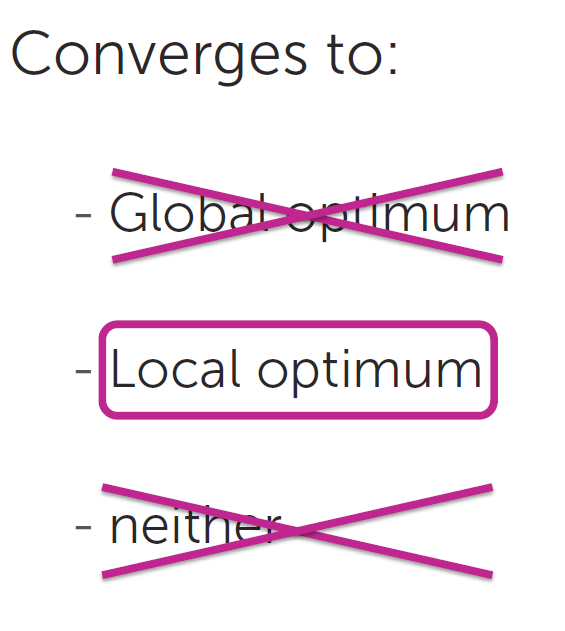 Converges to:
- Global optimum
- Local optimum
- neither